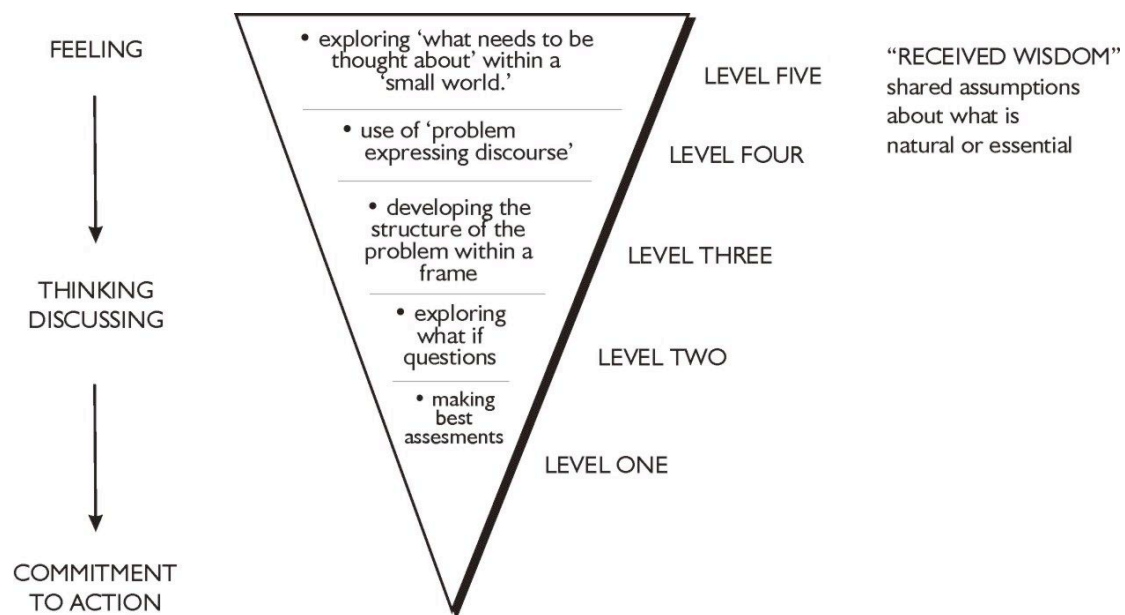 FEELING
THINKING
DISCUSSING
COMMITMENT
TO ACTION
• exploring ‘what needs to be
thought about’ within a
‘small world.’
• use of ‘problem
expressing discourse’
• developing the
structure of the
problem within a
frame
• exploring
what if
questions
• making
best
assesments
LEVEL FIVE
LEVEL FOUR
LEVEL THREE
LEVEL TWO
LEVEL ONE
“RECEIVED WISDOM”
shared assumptions
about what is
natural or essential